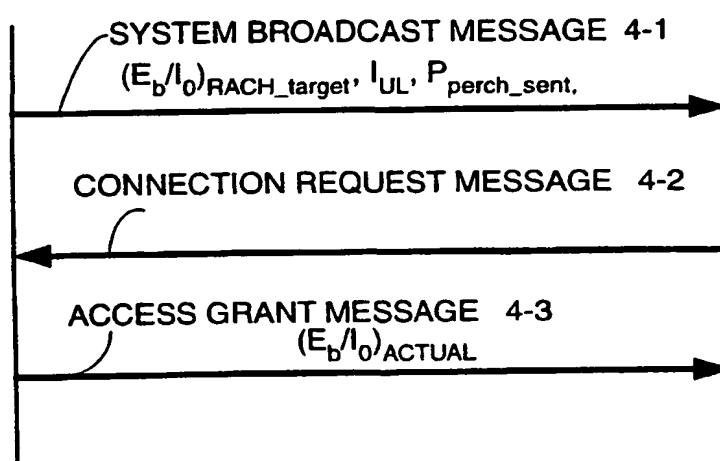 SYSTEM BROADCAST MESSAGE 4-1
(E_b/I_0)_RACH_target, I_UL, P_perch_sent.
CONNECTION REQUEST MESSAGE 4-2
ACCESS GRANT MESSAGE 4-3
(E_b/I_0)_ACTUAL